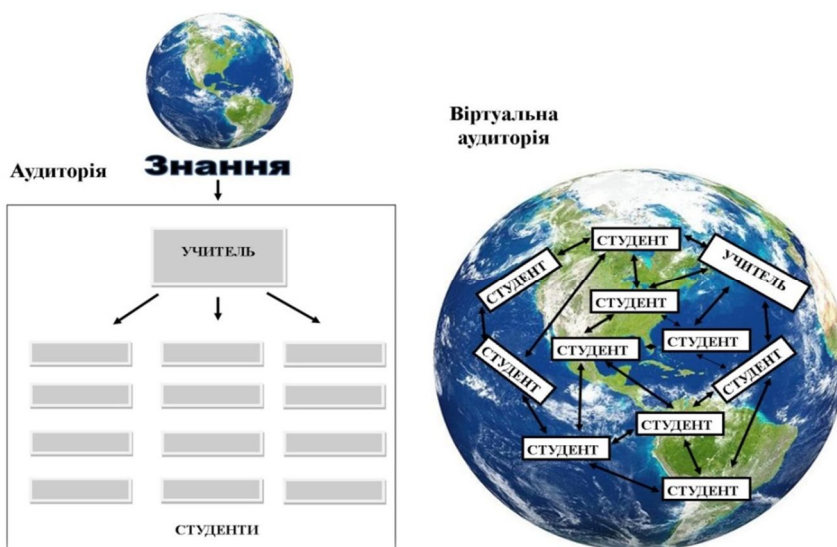 Аудиторія
Знання
УЧИТЕЛЬ
СТУДЕНТИ
Віртуальна
аудиторія
СТУДЕНТ
СТУДЕНТ
УЧИТЕЛЬ
СТУДЕНТ
СТУДЕНТ
СТУДЕНТ
СТУДЕНТ
СТУДЕНТ
СТУДЕНТ
СТУДЕНТ
СТУДЕНТ